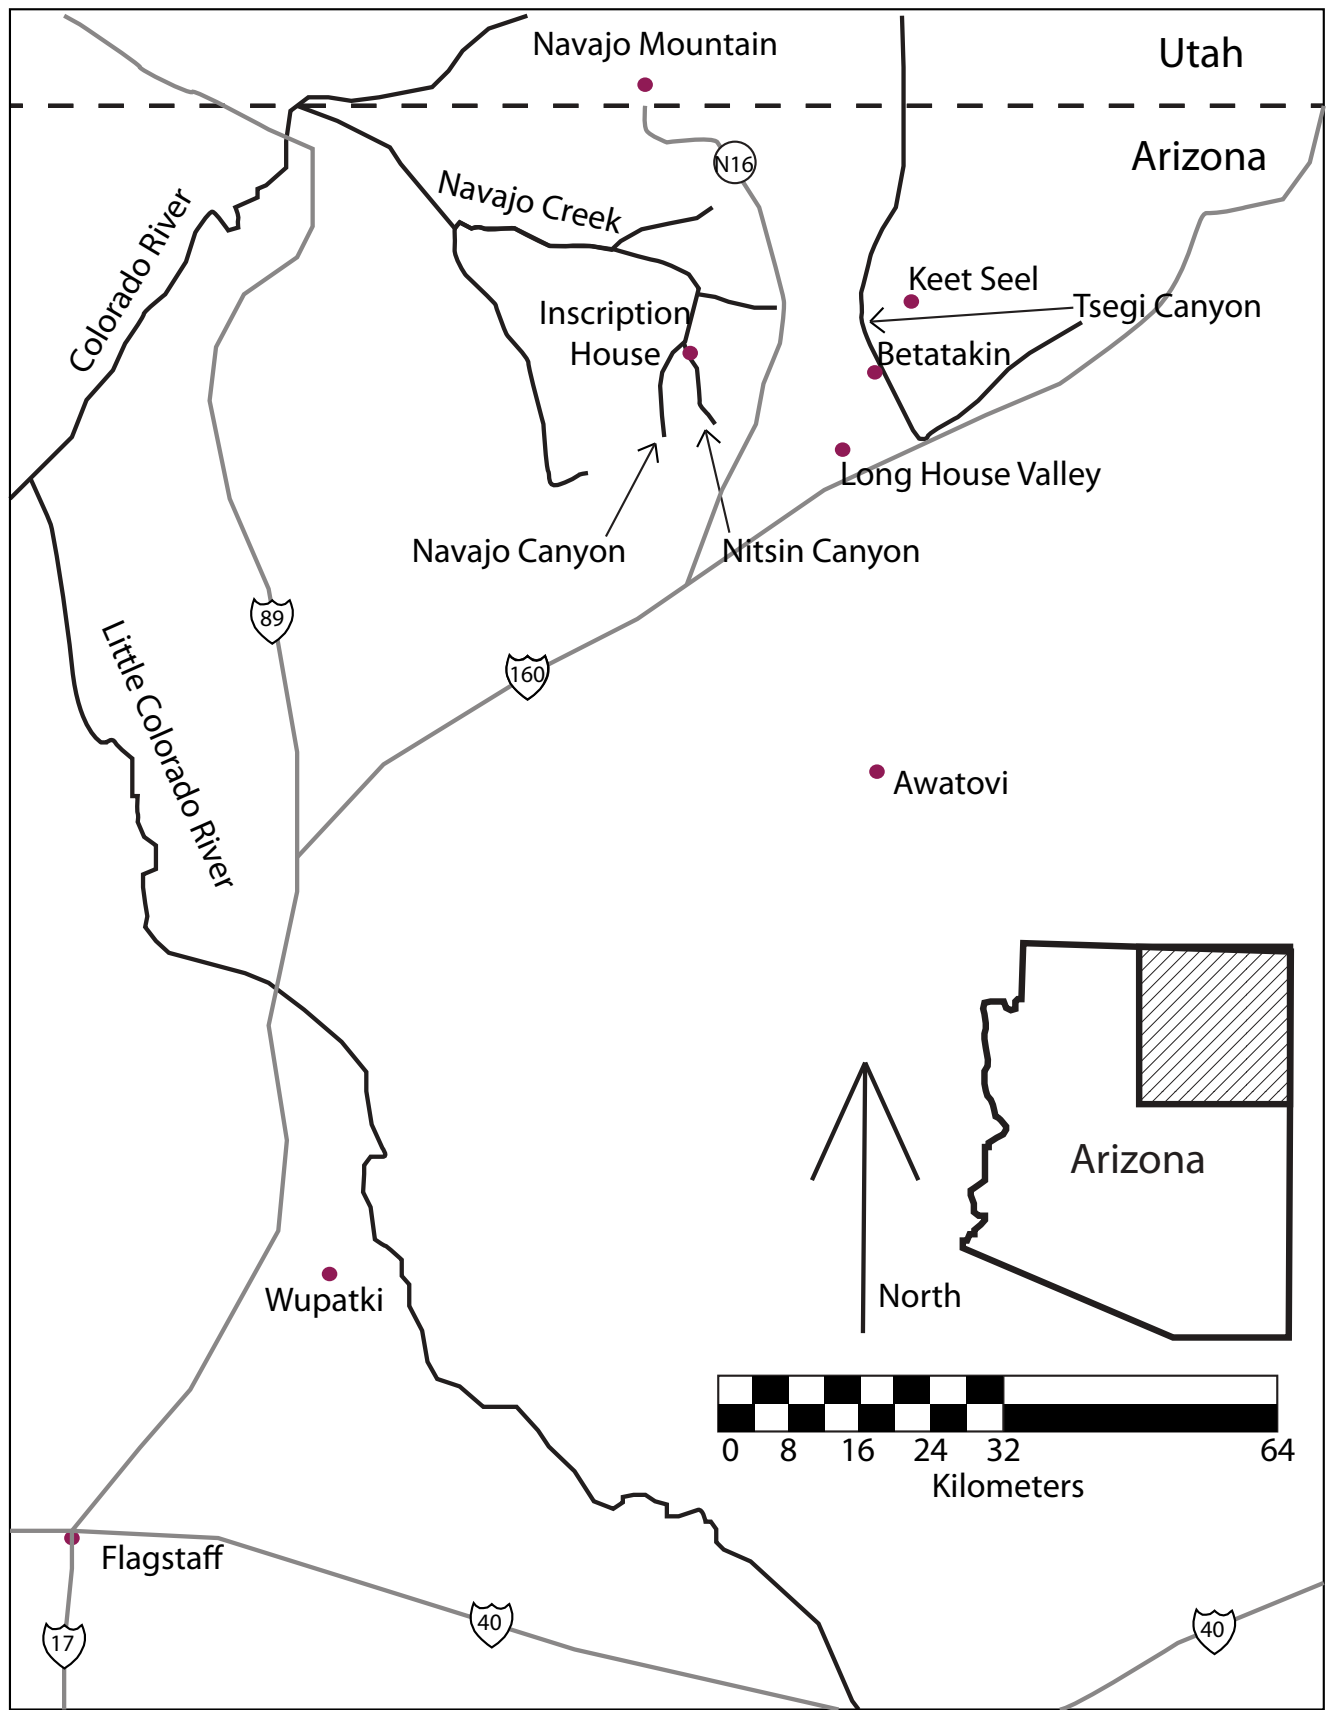 Navajo Mountain
Utah
Arizona
N16
Navajo Creek
Colorado River
Keet Seel
Tsegi Canyon
Inscription
House
Betatakin
Long House Valley
Navajo Canyon
Nitsin Canyon
89
Little Colorado River
160
Awatovi
Arizona
Wupatki
North
0 8 16 24 32 64
Kilometers
Flagstaff
17
40
40